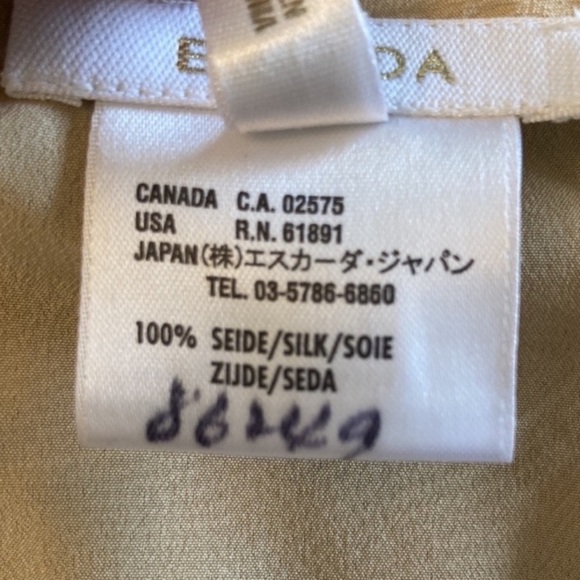 CANADA C.A. 02575
USA R.N. 61891
JAPAN(株)エスカーダ・ジャパン
TEL. 03-5786-6860
100% SEIDE/SILK/SOIE
ZIJDE/SEDA